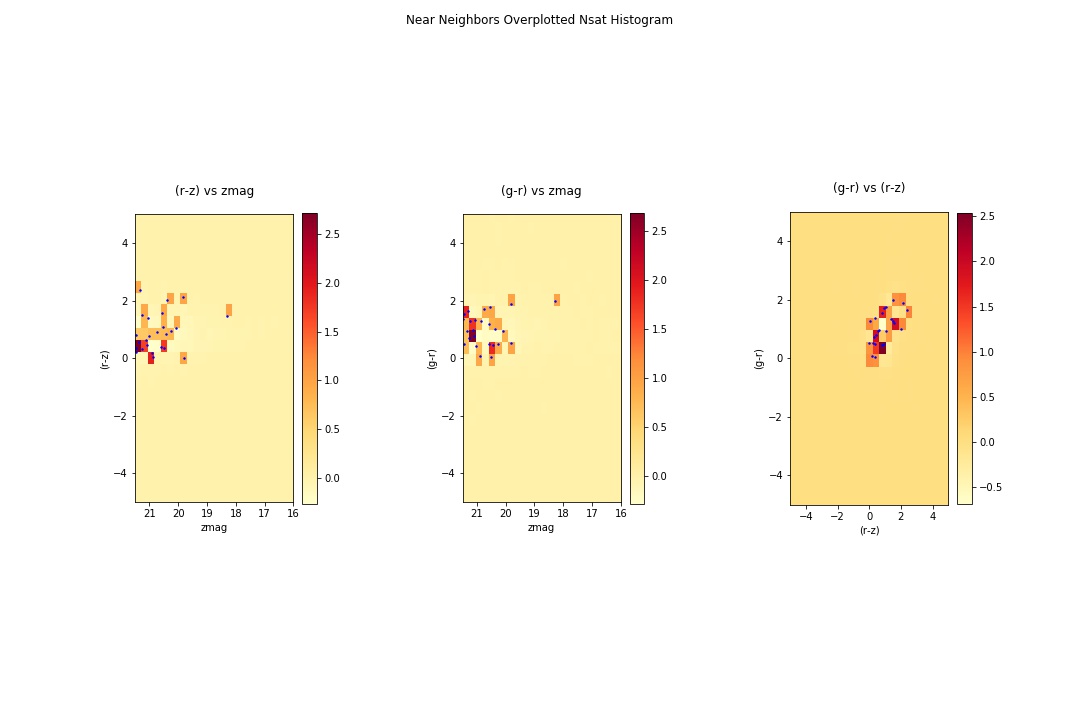 Near Neighbors Overplotted Nsat Histogram
(r-z) vs zmag
(r-z)
4
2
0
−2
−4
21 20 19 18 17 16
zmag
2.5
2.0
1.5
1.0
0.5
0.0
(g-r) vs zmag
(g-r)
4
2
0
−2
−4
21 20 19 18 17 16
zmag
2.5
2.0
1.5
1.0
0.5
0.0
(g-r) vs (r-z)
(g-r)
4
2
0
−2
−4
−4 −2 0 2 4
(r-z)
2.5
2.0
1.5
1.0
0.5
0.0
−0.5